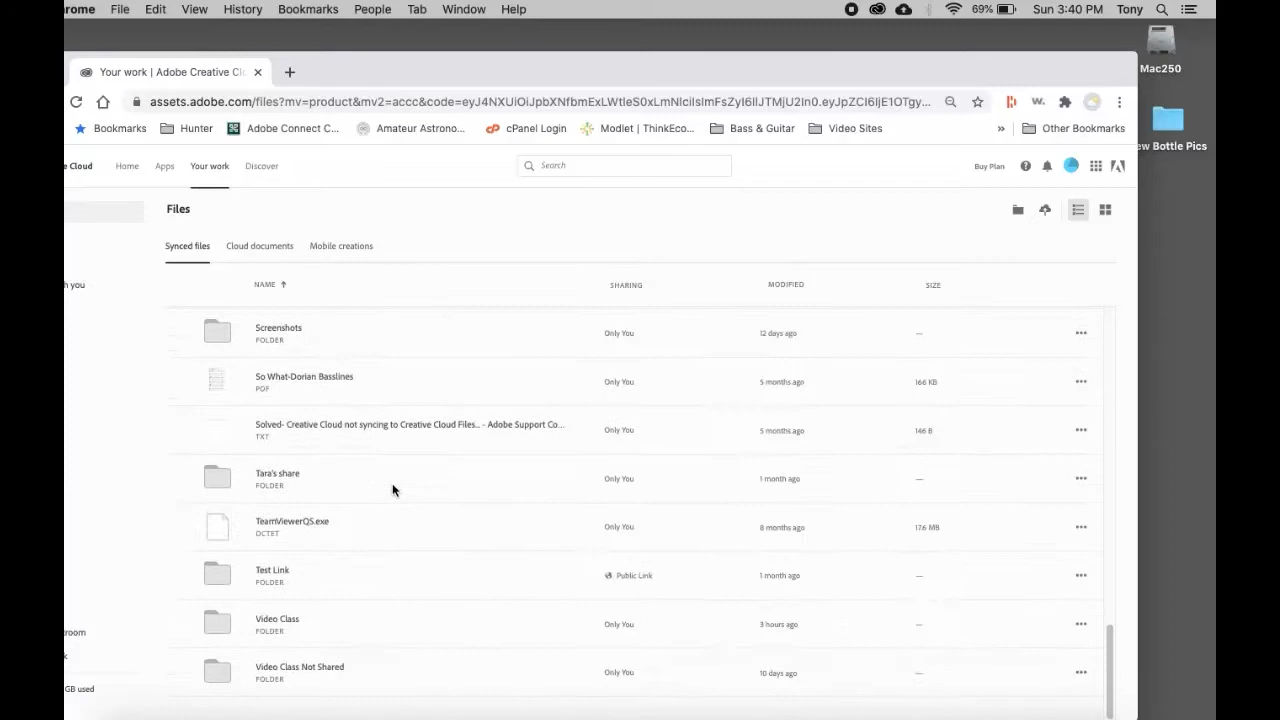 rome File Edit View History Bookmarks People Tab Window Help 69% Sun 3:40 PM Tony
Mac250
Your work | Adobe Creative Clo
assets.adobe.com/files?mv=product&mv2=accc&code=
Bookmarks Hunter Adobe Connect C... Amateur Astrono... cPanel Login Modlet | ThinkEco... Bass & Guitar Video Sites » Other Bookmarks
ew Bottle Pics
e Cloud Home Apps Your work Discover Search Buy Plan
Files
Synced files Cloud documents Mobile creations
h you
NAME SHARING MODIFIED SIZE
Screenshots
FOLDER
Only You 12 days ago —
So What-Dorian Basslines
PDF
Only You 5 months ago 166 KB
Solved- Creative Cloud not syncing to Creative Cloud Files... - Adobe Support Co...
TXT
Only You 5 months ago 146 B
Tara's share
FOLDER
Only You 1 month ago —
TeamViewerQS.exe
OCTET
Only You 8 months ago 17.6 MB
Test Link
FOLDER
Public Link 1 month ago —
Video Class
FOLDER
Only You 3 hours ago —
room
k
Video Class Not Shared
FOLDER
Only You 10 days ago —
GB used